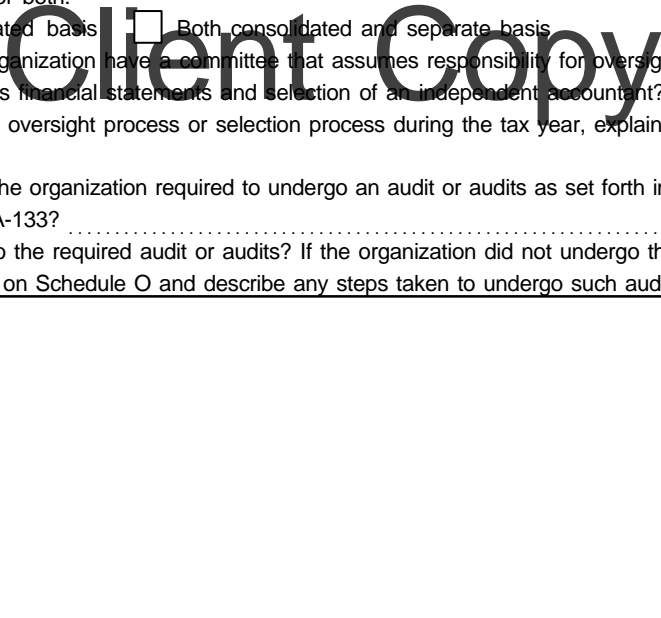 or both:
ated basis Both consolidated and separate basis
Client Copy
ganization have a committee that assumes responsibility for oversig
s financial statements and selection of an independent accountant?
oversight process or selection process during the tax year, explain
he organization required to undergo an audit or audits as set forth in
A-133?
o the required audit or audits? If the organization did not undergo th
on Schedule O and describe any steps taken to undergo such aud